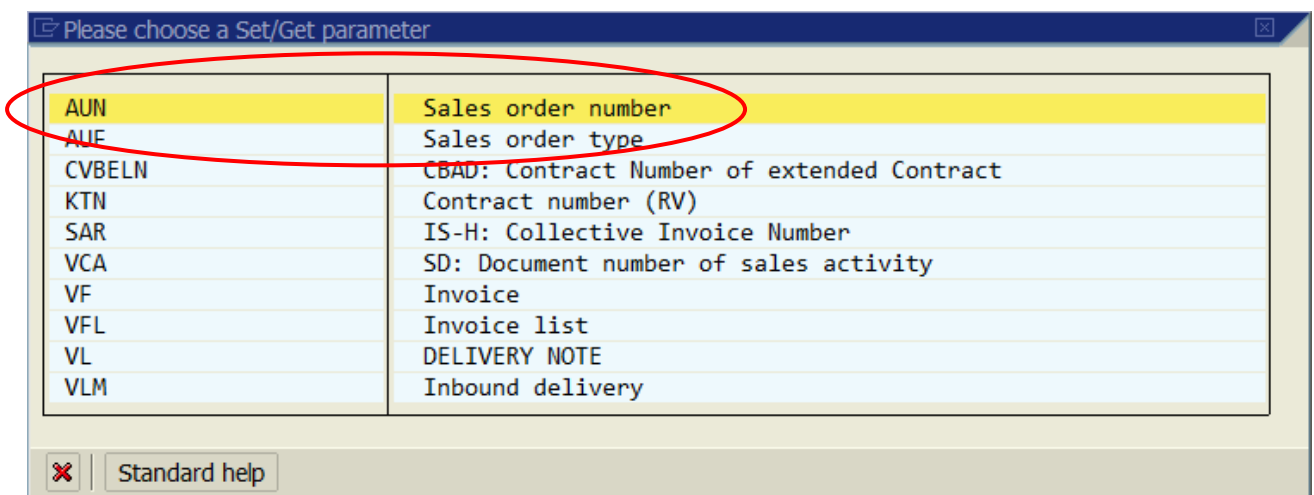 Please choose a Set/Get parameter
AUN Sales order number
AUF Sales order type
CVBELN CBAD: Contract Number of extended Contract
KTN Contract number (RV)
SAR IS-H: Collective Invoice Number
VCA SD: Document number of sales activity
VF Invoice
VFL Invoice list
VL DELIVERY NOTE
VLM Inbound delivery
Standard help